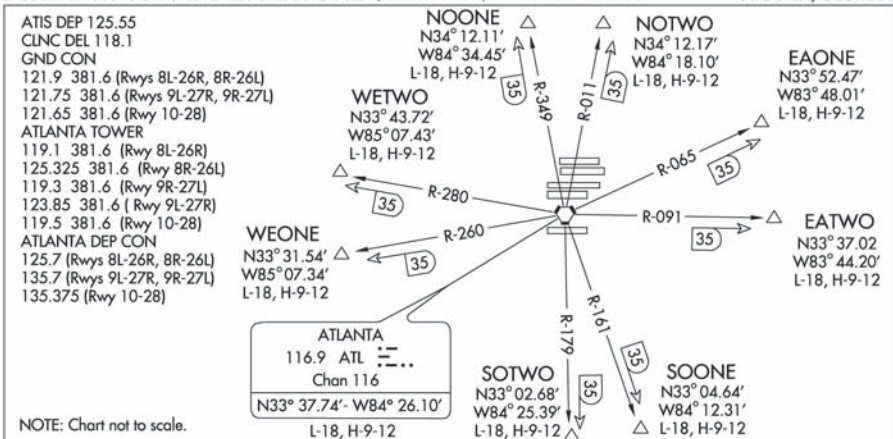 ATIS DEP 125.55
CLNC DEL 118.1
GND CON
121.9 381.6 (Rwys 8L-26R, 8R-26L)
121.75 381.6 (Rwys 9L-27R, 9R-27L)
121.65 381.6 (Rwy 10-28)
ATLANTA TOWER
119.1 381.6 (Rwy 8L-26R)
125.325 381.6 (Rwy 8R-26L)
119.3 381.6 (Rwy 9R-27L)
123.85 381.6 ( Rwy 9L-27R)
119.5 381.6 (Rwy 10-28)
ATLANTA DEP CON
125.7 (Rwys 8L-26R, 8R-26L)
135.7 (Rwys 9L-27R, 9R-27L)
135.375 (Rwy 10-28)
NOONE
N34° 12.11′
W84° 34.45′
L-18, H-9-12
35
R-349
NOTWO
N34° 12.17′
W84° 18.10′
L-18, H-9-12
35
R-011
EAONE
N33° 52.47′
W83° 48.01′
L-18, H-9-12
R-065
35
WETWO
N33° 43.72′
W85° 07.43′
L-18, H-9-12
R-280
35
R-091
35
EATWO
N33° 37.02
W83° 44.20′
L-18, H-9-12
WEONE
N33° 31.54′
W85° 07.34′
L-18, H-9-12
R-260
35
ATLANTA
116.9 ATL
Chan 116
N33° 37.74′- W84° 26.10′
L-18, H-9-12
R-179
35
SOTWO
N33° 02.68′
W84° 25.39′
L-18, H-9-12
R-161
35
SOONE
N33° 04.64′
W84° 12.31′
L-18, H-9-12
NOTE: Chart not to scale.